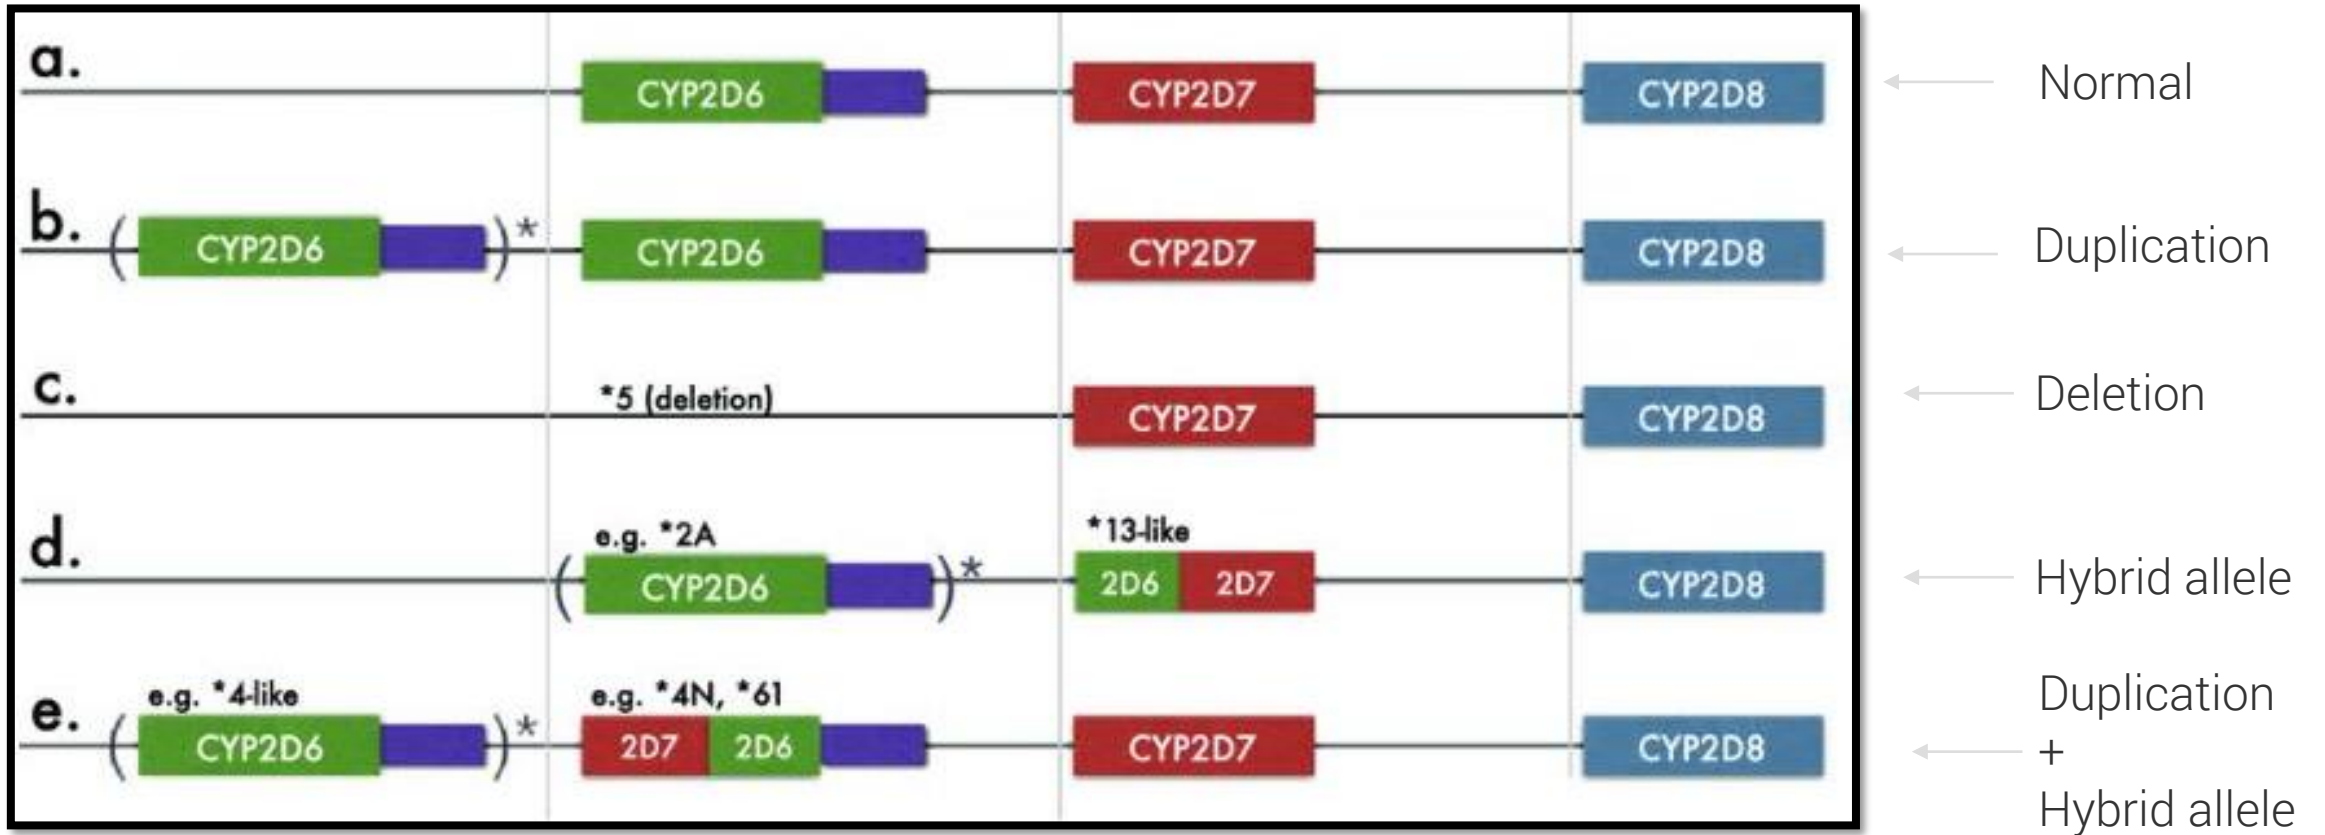 a.
CYP2D6
CYP2D7
CYP2D8
Normal
b.
( CYP2D6 )*
CYP2D6
CYP2D7
CYP2D8
Duplication
c.
*5 (deletion)
CYP2D7
CYP2D8
Deletion
d.
e.g. *2A
( CYP2D6 )*
*13-like
2D6 2D7
CYP2D8
Hybrid allele
e.
e.g. *4-like
( CYP2D6 )*
e.g. *4N, *61
2D7 2D6
CYP2D7
CYP2D8
Duplication
+
Hybrid allele